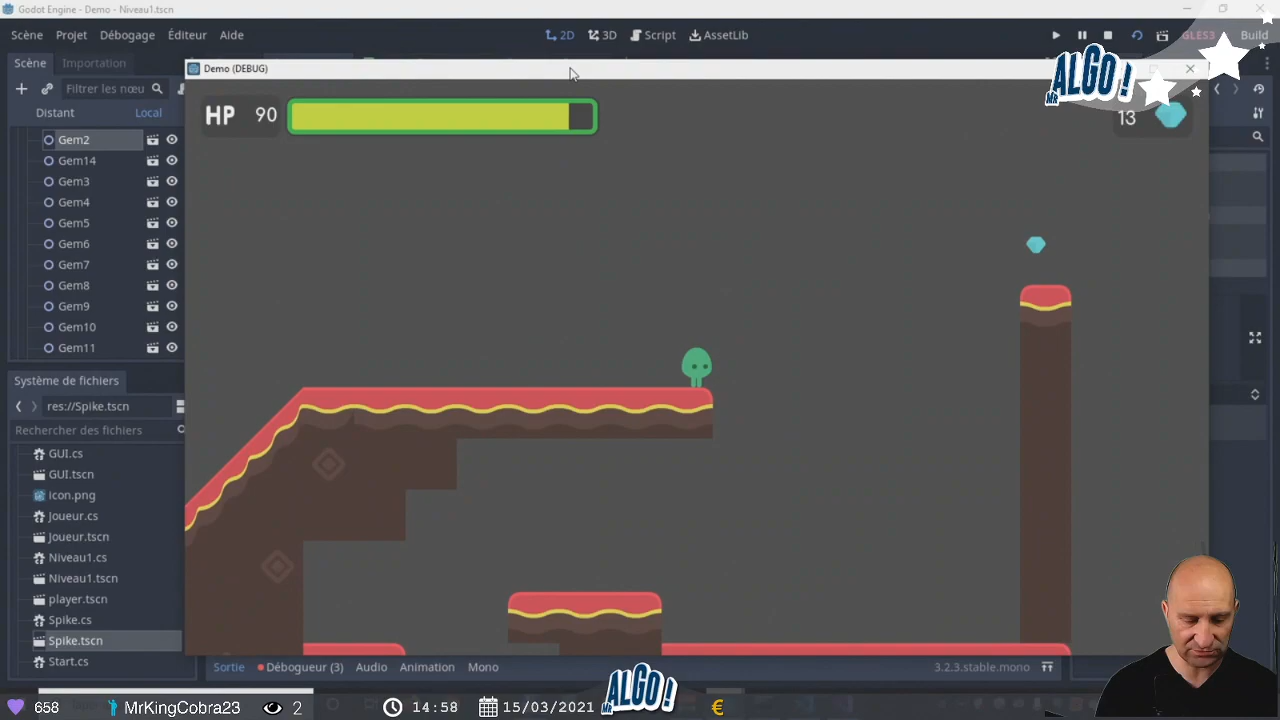 Godot Engine - Demo - Niveau1.tscn
Scène Projet Débogage Éditeur Aide
2D 3D Script AssetLib
GLES3 Build
Scène Importation
Filtrer les nœu
Distant Local
Gem2
Gem14
Gem3
Gem4
Gem5
Gem6
Gem7
Gem8
Gem9
Gem10
Gem11
Système de fichiers
res://Spike.tscn
Rechercher des fichiers
GUI.cs
GUI.tscn
icon.png
Joueur.cs
Joueur.tscn
Niveau1.cs
Niveau1.tscn
player.tscn
Spike.cs
Spike.tscn
Start.cs
Demo (DEBUG)
HP 90
13
MR ALGO!
Sortie Débogueur (3) Audio Animation Mono
3.2.3.stable.mono
658 MrKingCobra23 2 14:58 15/03/2021
MR ALGO!
€